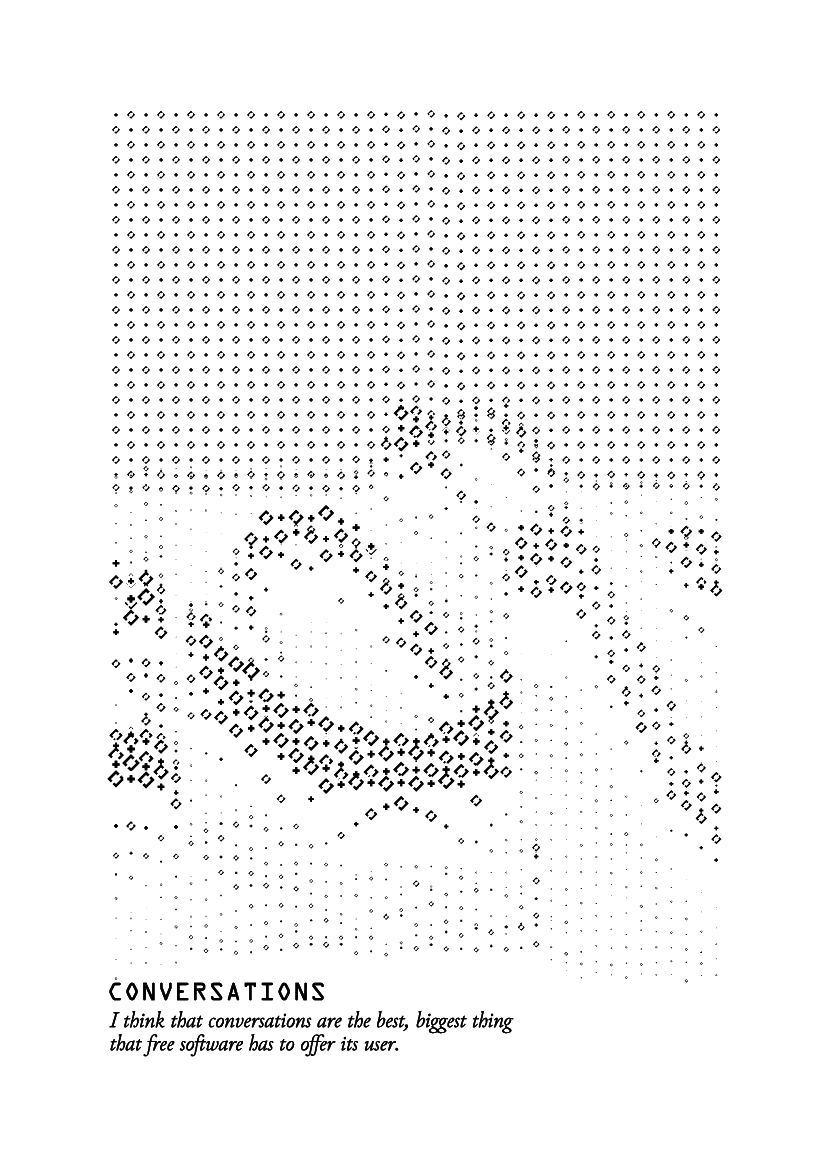 CONVERSATIONS
I think that conversations are the best, biggest thing
that free software has to offer its user.